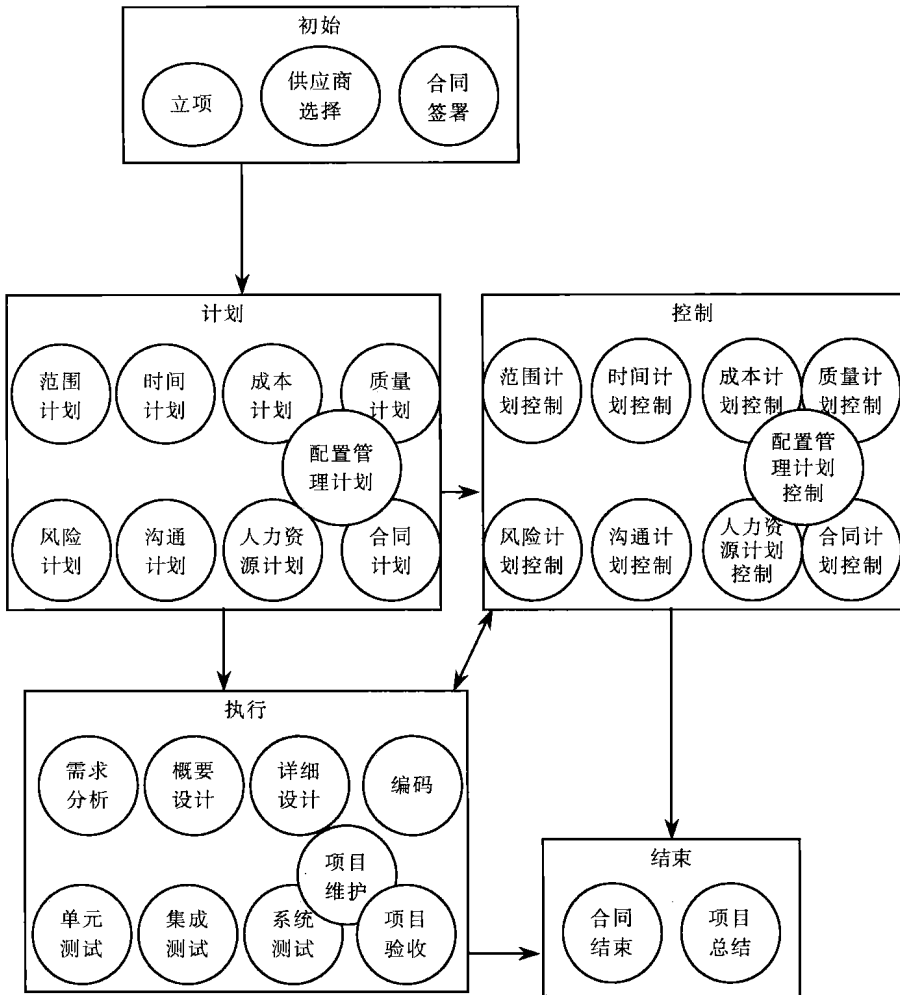 初始
立项
供应商
选择
合同
签署
计划
范围
计划
时间
计划
成本
计划
质量
计划
配置管
理计划
风险
计划
沟通
计划
人力资
源计划
合同
计划
控制
范围计
划控制
时间计
划控制
成本计
划控制
质量计
划控制
配置管
理计划
控制
风险计
划控制
沟通计
划控制
人力资
源计划
控制
合同计
划控制
执行
需求
分析
概要
设计
详细
设计
编码
项目
维护
单元
测试
集成
测试
系统
测试
项目
验收
结束
合同
结束
项目
总结